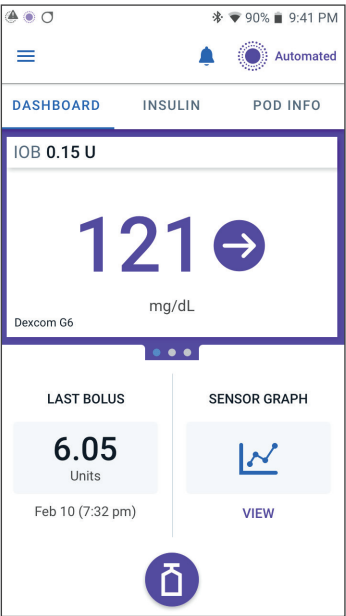 90% 9:41 PM
Automated
DASHBOARD INSULIN POD INFO
IOB 0.15 U
121
mg/dL
Dexcom G6
LAST BOLUS SENSOR GRAPH
6.05
Units
Feb 10 (7:32 pm) VIEW